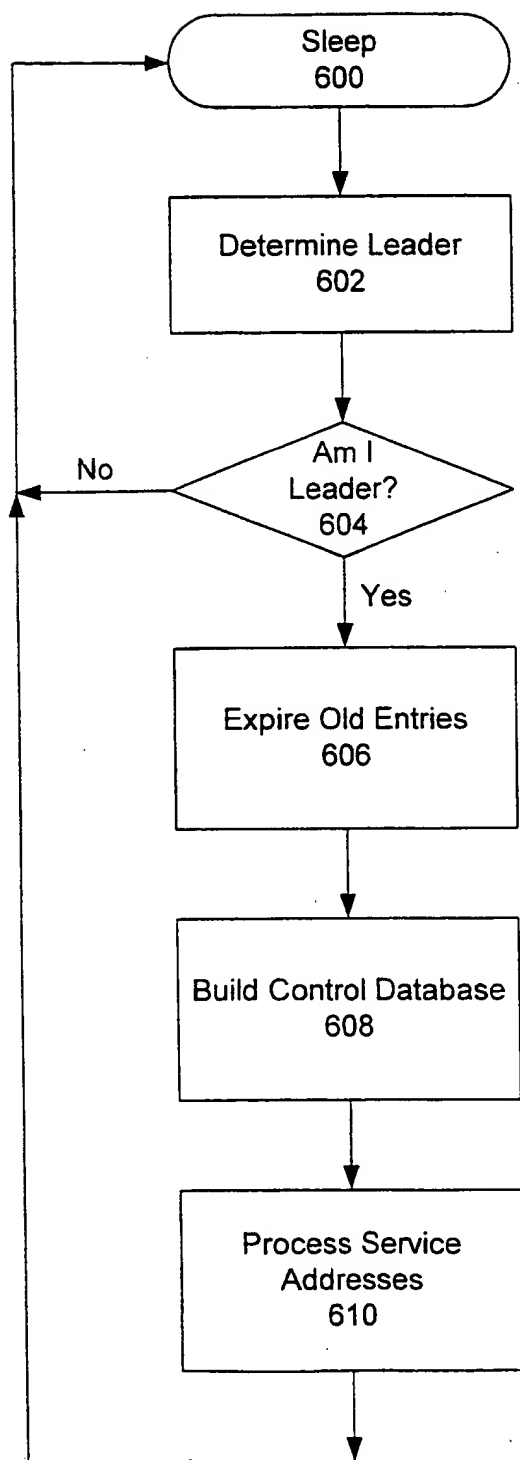 Sleep
600
Determine Leader
602
Am I
Leader?
604
No
Yes
Expire Old Entries
606
Build Control Database
608
Process Service
Addresses
610